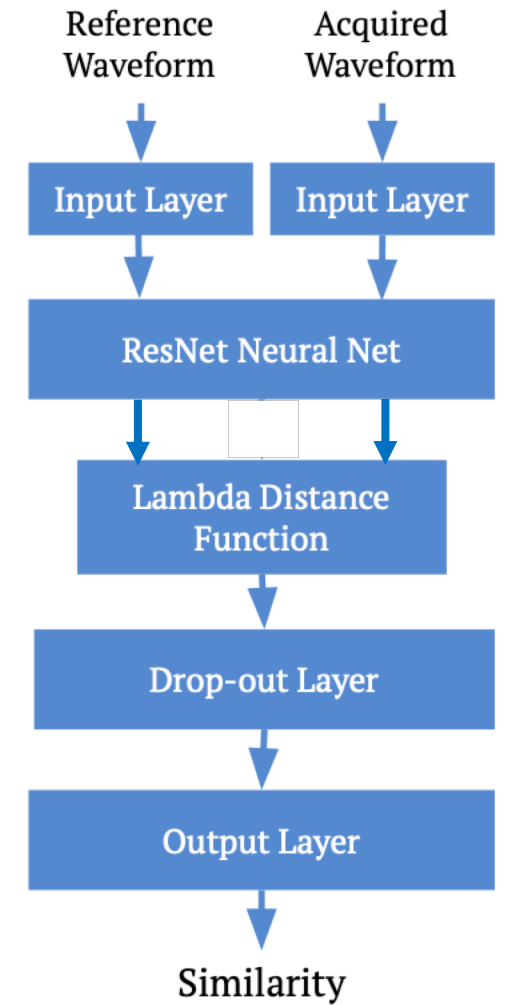 Reference
Waveform
Acquired
Waveform
Input Layer
Input Layer
ResNet Neural Net
Lambda Distance
Function
Drop-out Layer
Output Layer
Similarity